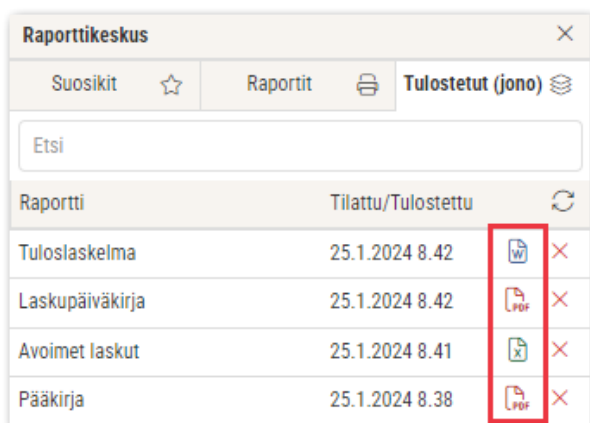 Raporttikeskus
Suosikit Raportit Tulostetut (jono)
Etsi
Raportti Tilattu/Tulostettu
Tuloslaskelma 25.1.2024 8.42 W
Laskupäiväkirja 25.1.2024 8.42 PDF
Avoimet laskut 25.1.2024 8.41 X
Pääkirja 25.1.2024 8.38 PDF